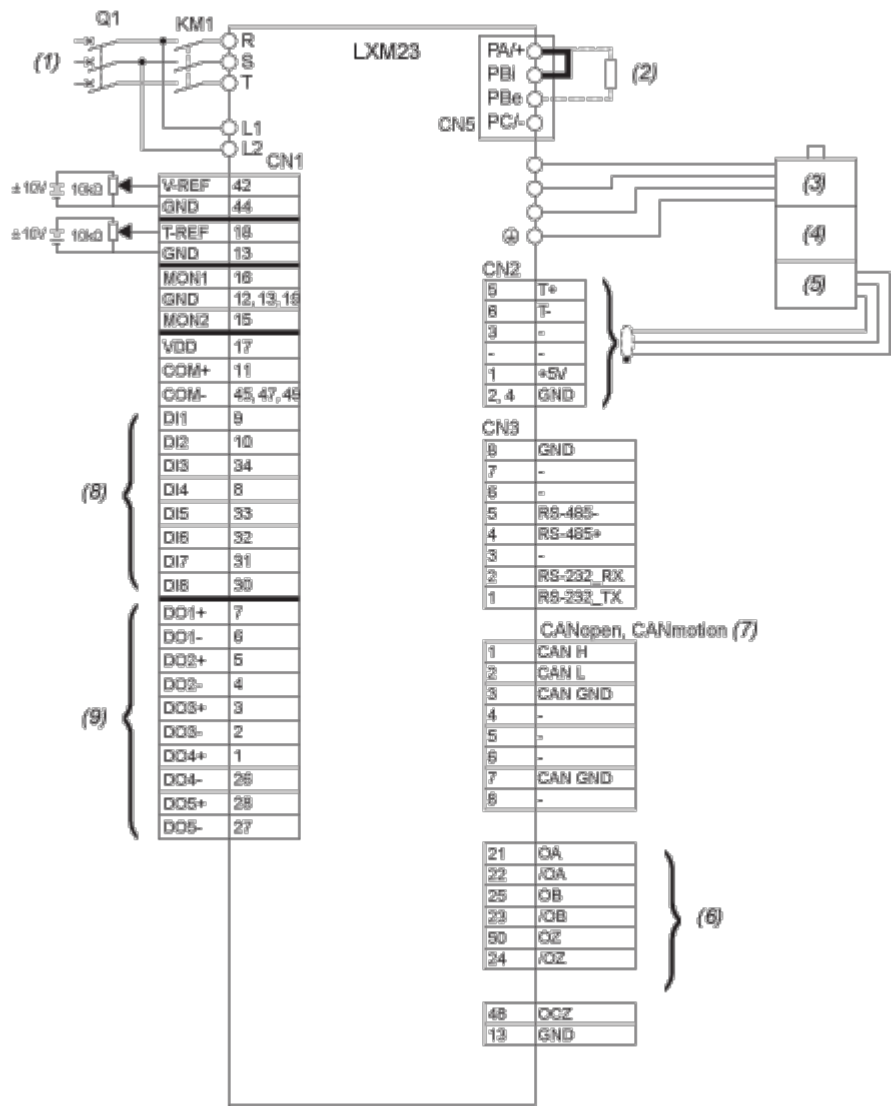 Q1
KM1
(1)
R
S
T
L1
L2
LXM23
PA/+
PBi
PBe
PC/-
CN5
(2)
(3)
(4)
(5)
CN1
±10V 10kΩ
V-REF 42
GND 44
±10V 10kΩ
T-REF 18
GND 13
MON1 16
GND 12, 13, 19
MON2 15
VDD 17
COM+ 11
COM- 45, 47, 49
(8)
DI1 9
DI2 10
DI3 34
DI4 8
DI5 33
DI6 32
DI7 31
DI8 30
(9)
DO1+ 7
DO1- 6
DO2+ 5
DO2- 4
DO3+ 3
DO3- 2
DO4+ 1
DO4- 26
DO5+ 28
DO5- 27
CN2
5 T+
6 T-
3 -
- -
1 +5V
2, 4 GND
CN3
8 GND
7 -
6 -
5 RS-485-
4 RS-485+
3 -
2 RS-232_RX
1 RS-232_TX
CANopen, CANmotion (7)
1 CAN H
2 CAN L
3 CAN GND
4 -
5 -
6 -
7 CAN GND
8 -
21 OA
22 /OA
25 OB
23 /OB
50 OZ
24 /OZ
(6)
48 OCZ
13 GND